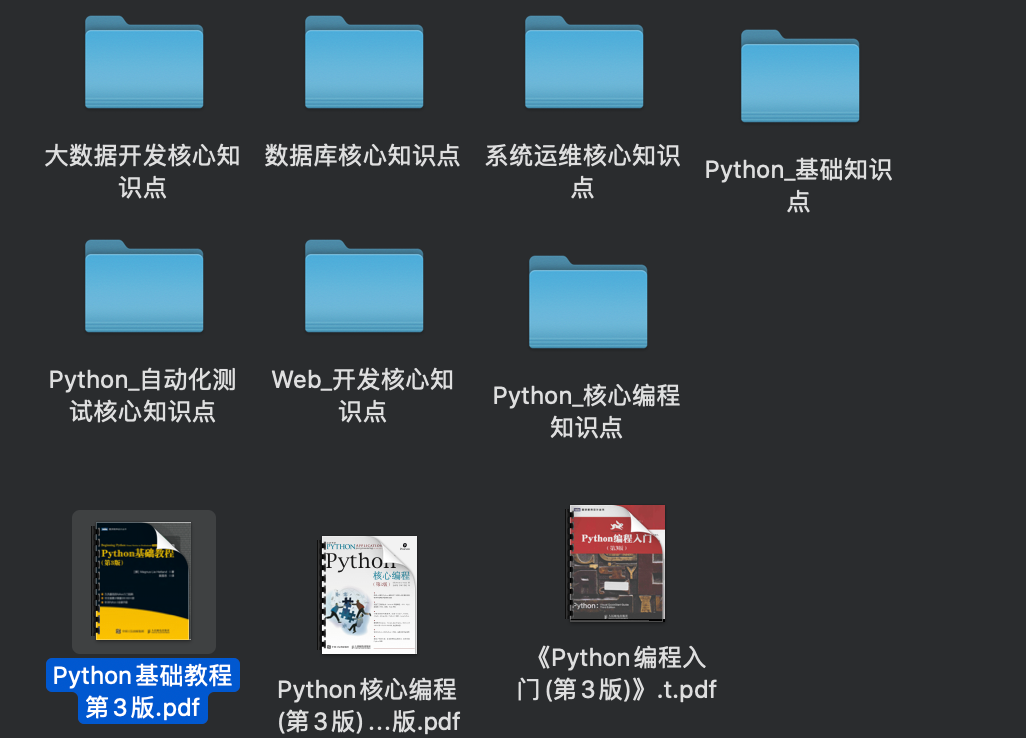 大数据开发核心知
识点
数据库核心知识点
系统运维核心知识
点
Python_基础知识
点
Python_自动化测
试核心知识点
Web_开发核心知
识点
Python_核心编程
知识点
Python基础教程
(第3版)
Python基础教程
第3版.pdf
Python
核心编程
(第3版)
Python核心编程
(第3版)…版.pdf
Python编程入门
(第3版)
Python:
《Python编程入
门(第3版)》.t.pdf